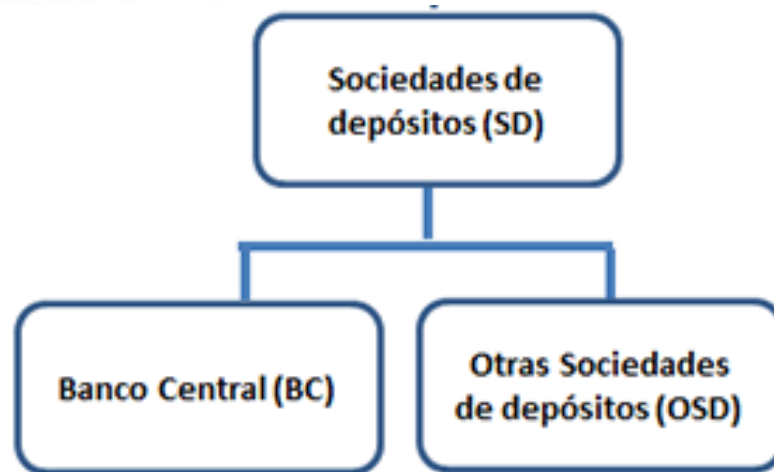 Sociedades de
depósitos (SD)
Banco Central (BC)
Otras Sociedades
de depósitos (OSD)